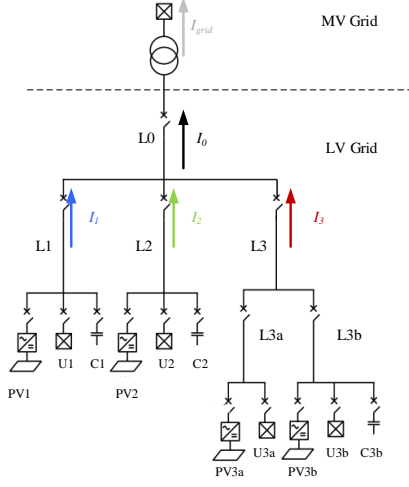 MV Grid
I_grid
L0
I_0
LV Grid
L1
I_1
L2
I_2
L3
I_3
L3a
L3b
U1
C1
U2
C2
PV1
PV2
U3a
U3b
C3b
PV3a
PV3b